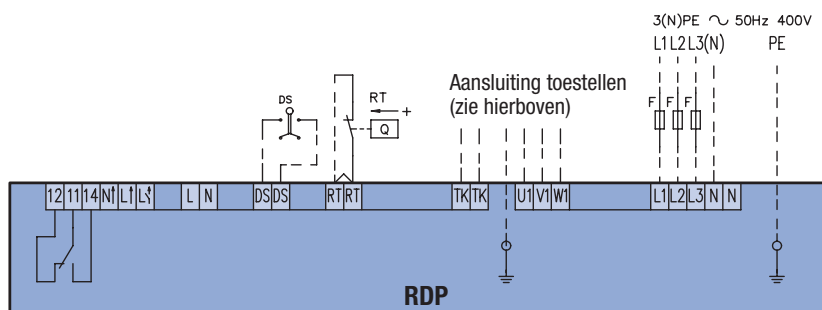 3(N)PE ~ 50Hz 400V
L1 L2 L3(N) PE
DS
RT
+
Q
Aansluiting toestellen
(zie hierboven)
F F F
12 11 14 N↑ L↑ L L N DS DS RT RT TK TK U1 V1 W1 L1 L2 L3 N N
RDP